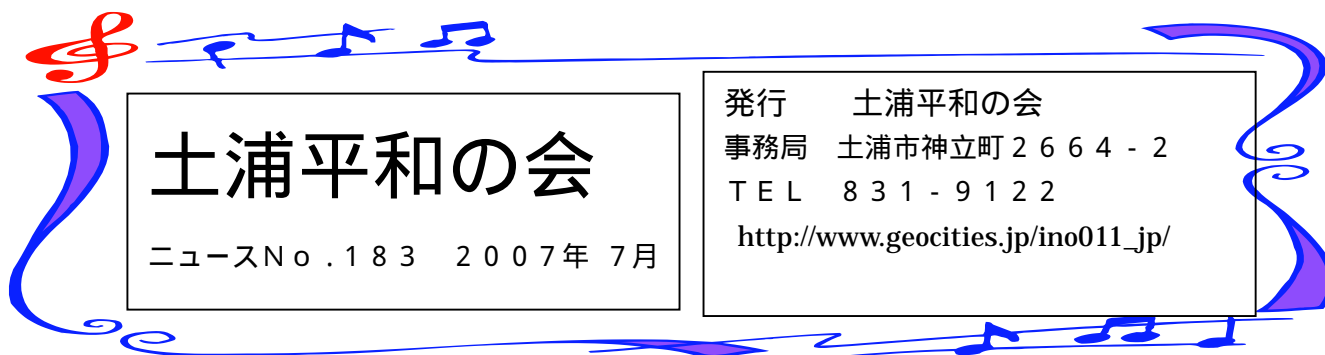 土浦平和の会
ニュースＮｏ.１８３　２００７年 7月
発行　　土浦平和の会
事務局　土浦市神立町２６６４‐２
ＴＥＬ　８３１‐９１２２
http://www.geocities.jp/ino011_jp/